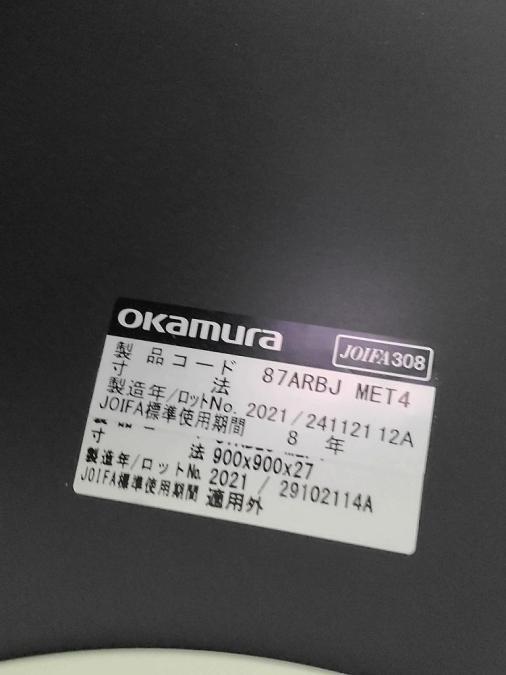 OKamura
JOIFA308
製品コード 87ARBJ MET4
寸 法
製造年/ロットNo. 2021/241121 12A
JOIFA標準使用期間 8 年
寸 法 900x900x27
製造年/ロットNo. 2021 / 29102114A
JOIFA標準使用期間 適用外